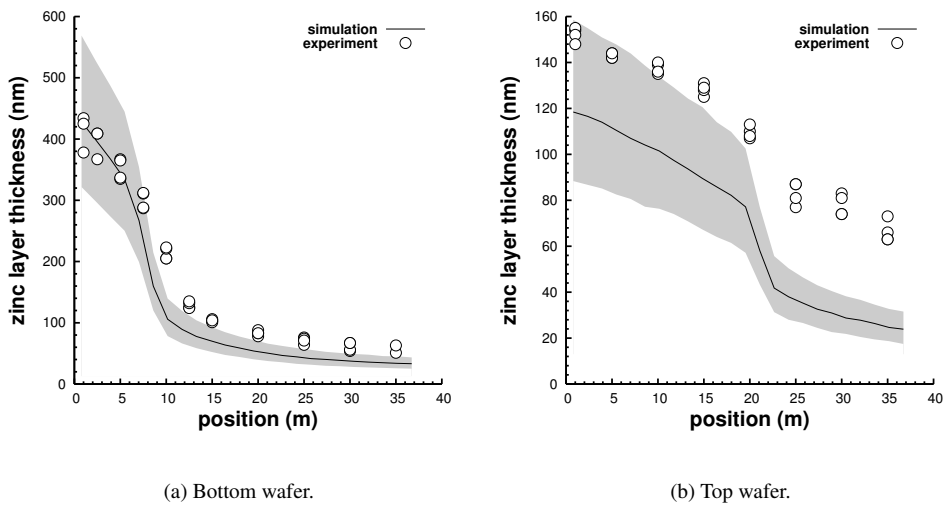 600
500
400
300
200
100
0
0 5 10 15 20 25 30 35 40
zinc layer thickness (nm)
position (m)
simulation
experiment
(a) Bottom wafer.
160
140
120
100
80
60
40
20
0
0 5 10 15 20 25 30 35 40
zinc layer thickness (nm)
position (m)
simulation
experiment
(b) Top wafer.